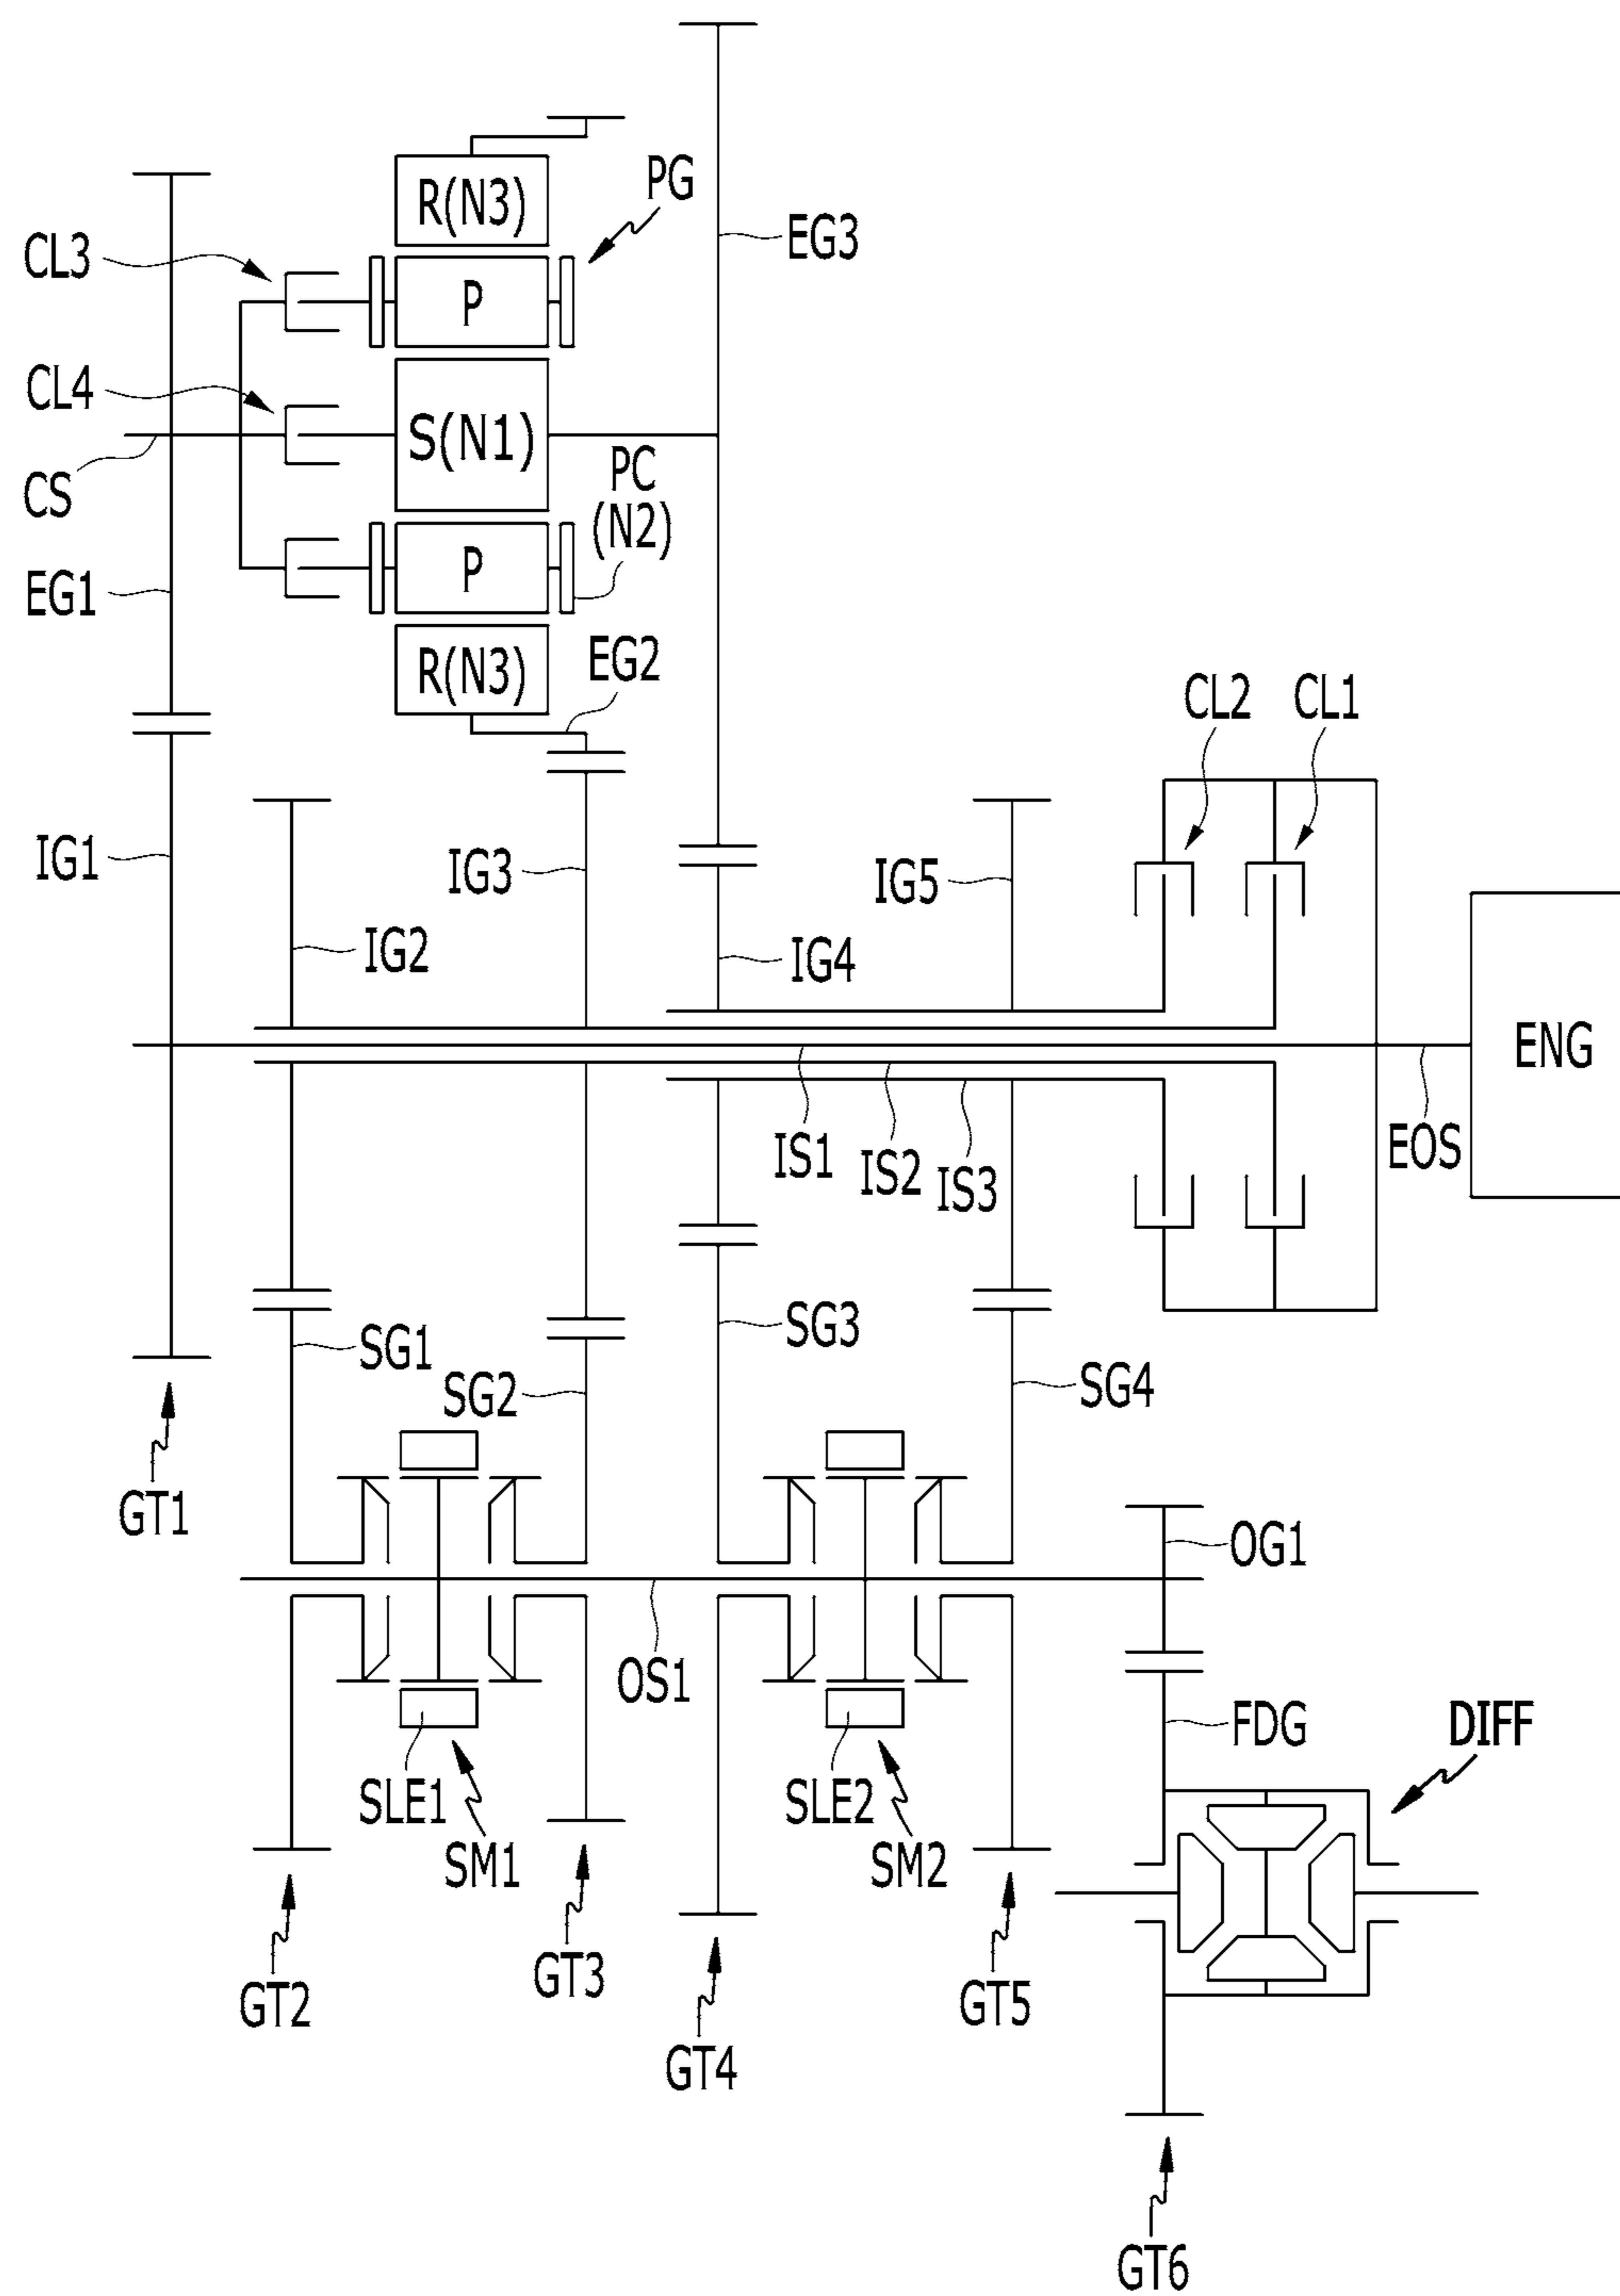 R(N3)
PG
CL3
EG3
P
CL4
S(N1)
PC
(N2)
CS
EG1
P
R(N3)
EG2
CL2
CL1
IG1
IG3
IG5
IG2
IG4
ENG
IS1
IS2
IS3
EOS
SG1
SG3
SG2
SG4
GT1
OG1
OS1
FDG
DIFF
SLE1
SLE2
SM1
SM2
GT2
GT3
GT5
GT4
GT6